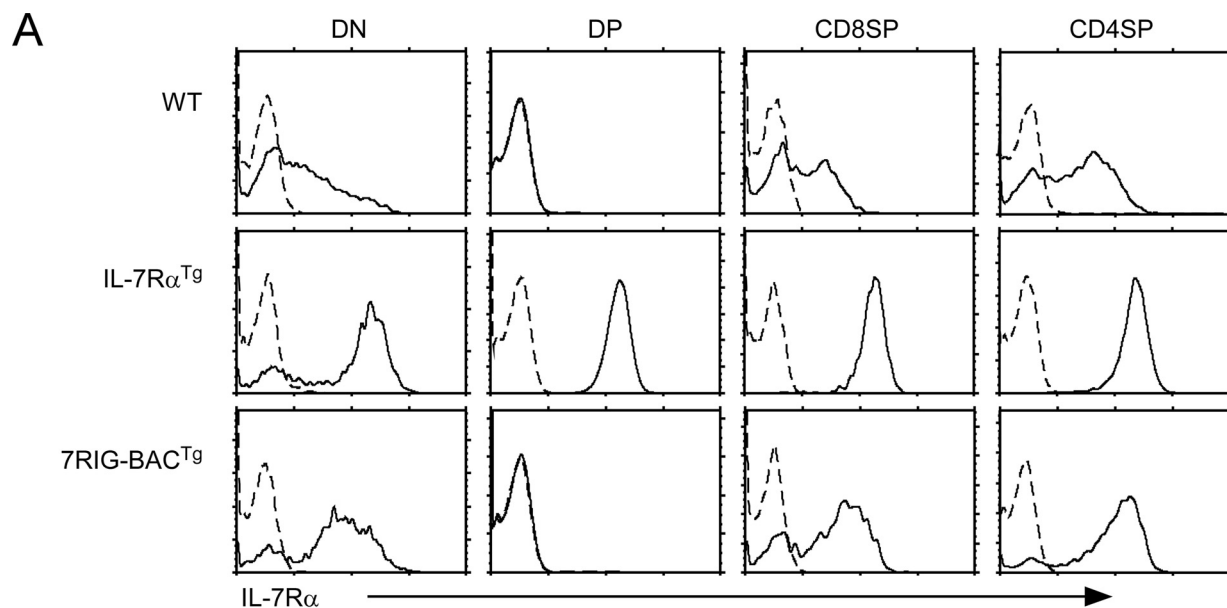 A
DN DP CD8SP CD4SP
WT
IL-7Rα^Tg
7RIG-BAC^Tg
IL-7Rα